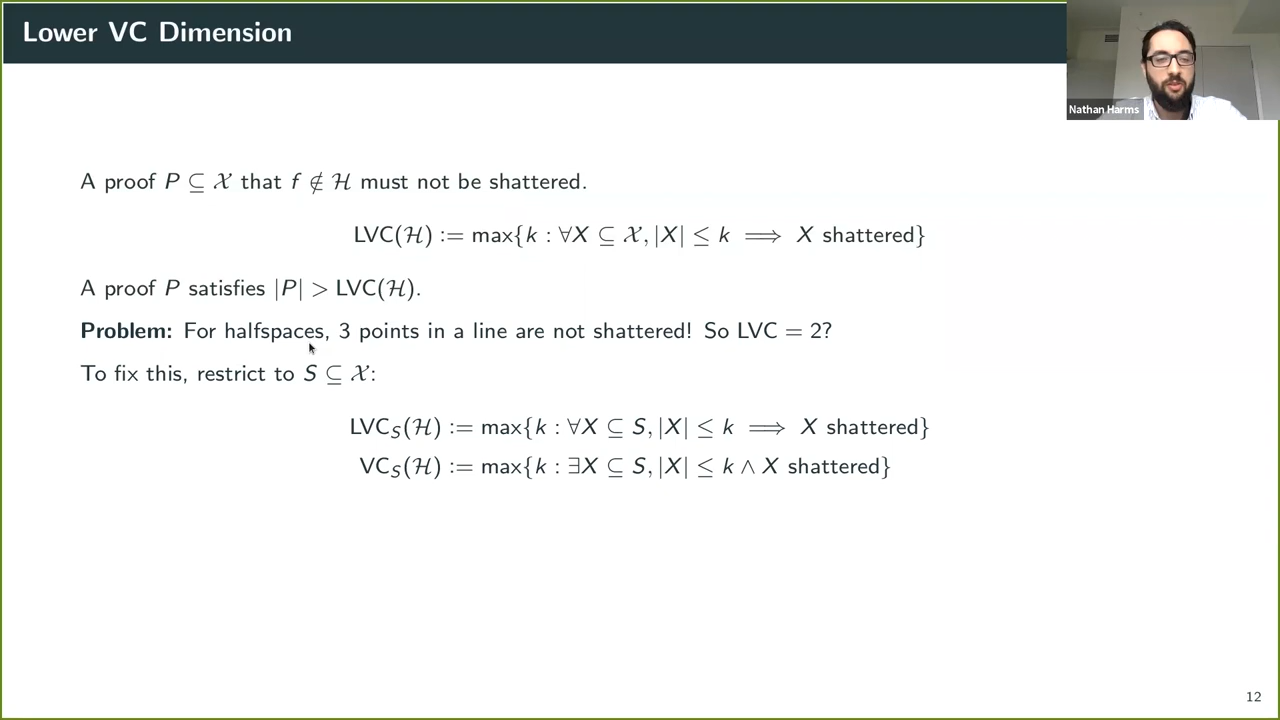 Lower VC Dimension
Nathan Harms
A proof P ⊆ 𝒳 that f ∉ ℋ must not be shattered.
LVC(ℋ) := max{k : ∀X ⊆ 𝒳, |X| ≤ k ⟹ X shattered}
A proof P satisfies |P| > LVC(ℋ).
Problem: For halfspaces, 3 points in a line are not shattered! So LVC = 2?
To fix this, restrict to S ⊆ 𝒳:
LVC_S(ℋ) := max{k : ∀X ⊆ S, |X| ≤ k ⟹ X shattered}
VC_S(ℋ) := max{k : ∃X ⊆ S, |X| ≤ k ∧ X shattered}
12